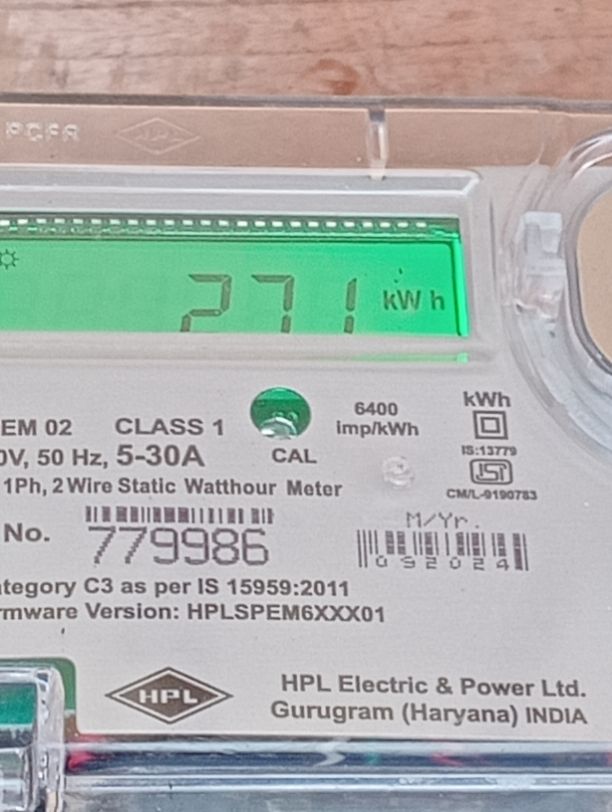 271 kWh
EM 02 CLASS 1
6400
imp/kWh
kWh
0V, 50 Hz, 5-30A
CAL
IS:13779
1Ph, 2 Wire Static Watthour Meter
CM/L-9190783
No.
779986
M/Yr.
092024
ategory C3 as per IS 15959:2011
rmware Version: HPLSPEM6XXX01
HPL
HPL Electric & Power Ltd.
Gurugram (Haryana) INDIA